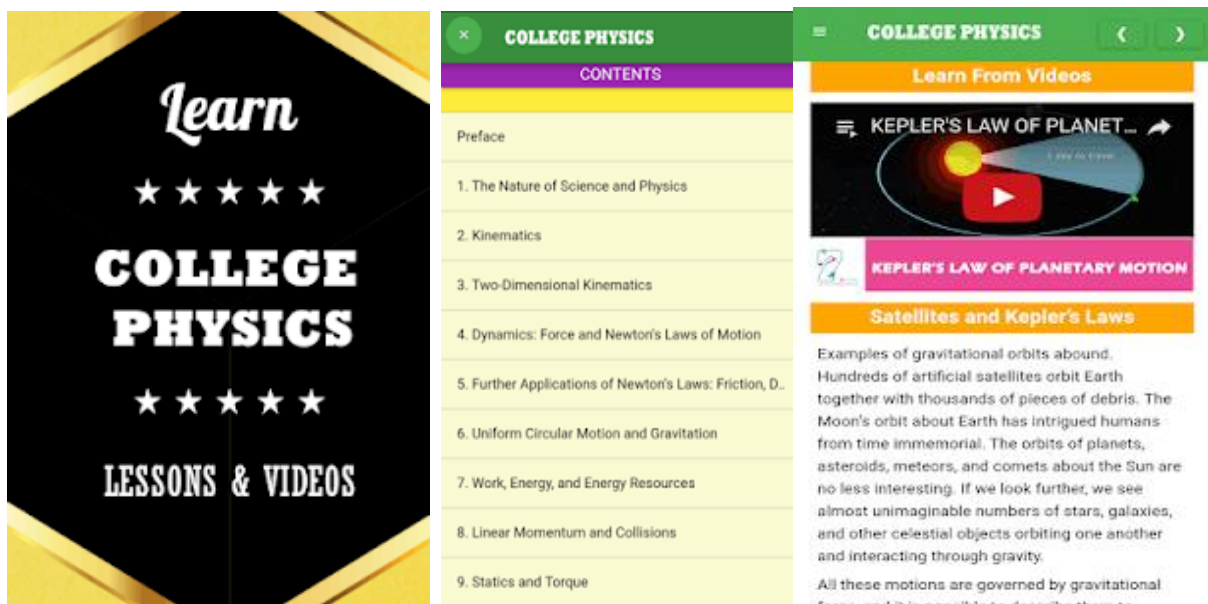 Learn
★ ★ ★ ★ ★
COLLEGE
PHYSICS
★ ★ ★ ★ ★
LESSONS & VIDEOS
COLLEGE PHYSICS
CONTENTS
Preface
1. The Nature of Science and Physics
2. Kinematics
3. Two-Dimensional Kinematics
4. Dynamics: Force and Newton's Laws of Motion
5. Further Applications of Newton's Laws: Friction, D..
6. Uniform Circular Motion and Gravitation
7. Work, Energy, and Energy Resources
8. Linear Momentum and Collisions
9. Statics and Torque
COLLEGE PHYSICS
Learn From Videos
KEPLER'S LAW OF PLANET...
KEPLER'S LAW OF PLANETARY MOTION
Satellites and Kepler's Laws
Examples of gravitational orbits abound.
Hundreds of artificial satellites orbit Earth
together with thousands of pieces of debris. The
Moon's orbit about Earth has intrigued humans
from time immemorial. The orbits of planets,
asteroids, meteors, and comets about the Sun are
no less interesting. If we look further, we see
almost unimaginable numbers of stars, galaxies,
and other celestial objects orbiting one another
and interacting through gravity.
All these motions are governed by gravitational